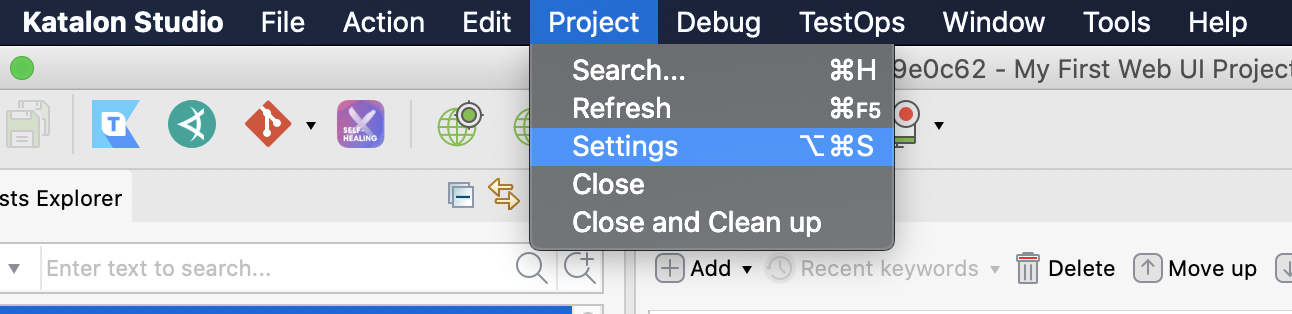 Katalon Studio File Action Edit Project Debug TestOps Window Tools Help
9e0c62 - My First Web UI Project
Search... ⌘H
Refresh ⌘F5
Settings ⌥⌘S
Close
Close and Clean up
T
SELF-HEALING
sts Explorer
Enter text to search...
Add Recent keywords Delete Move up